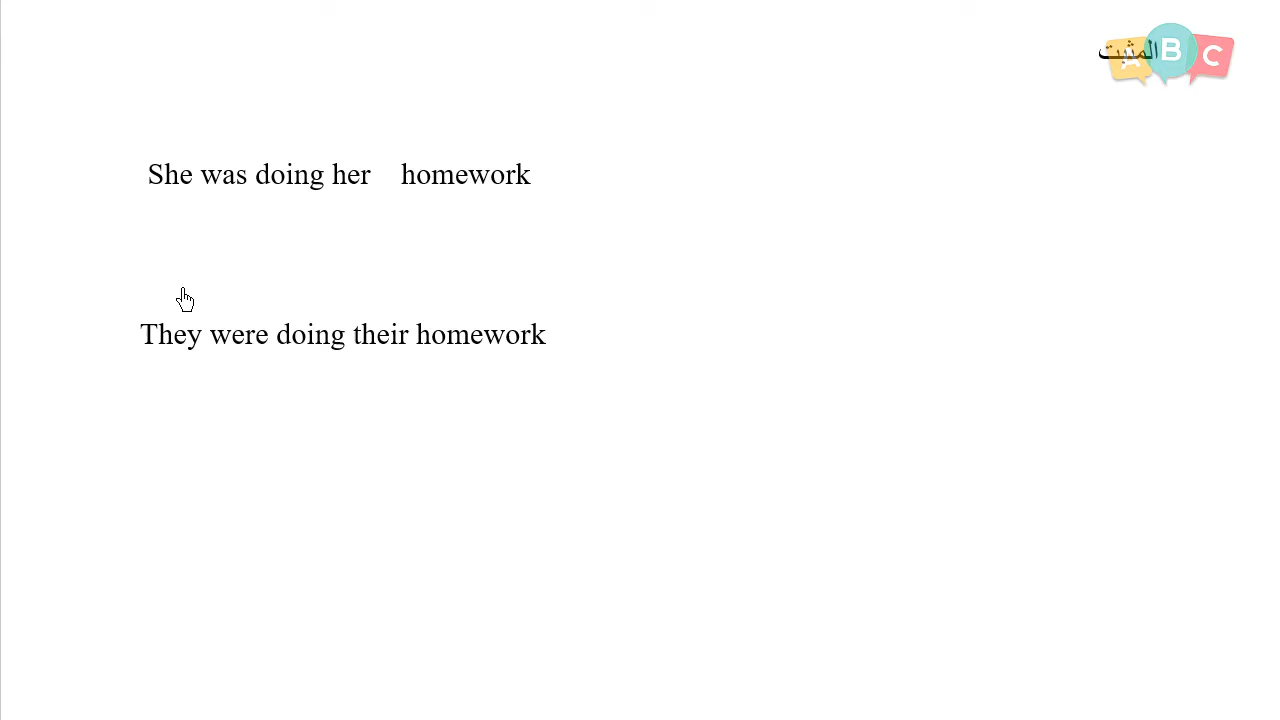 المثبت
A B C
She was doing her homework
They were doing their homework